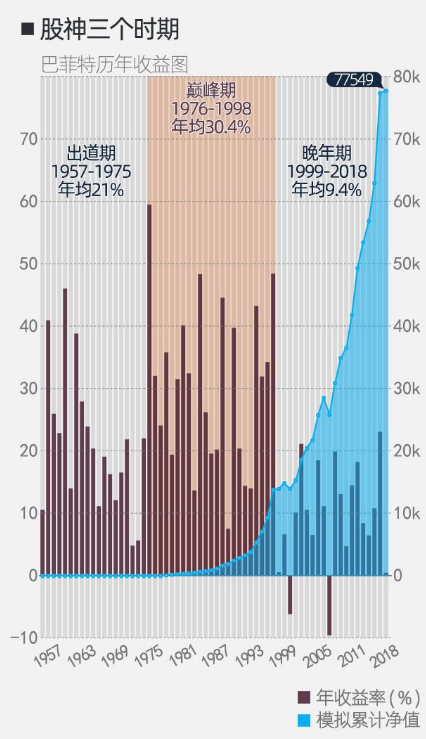 ■ 股神三个时期
巴菲特历年收益图
77549
80k
70
70k
60
60k
50
50k
40
40k
30
30k
20
20k
10
10k
0
0
-10
巅峰期
1976-1998
年均30.4%
出道期
1957-1975
年均21%
晚年期
1999-2018
年均9.4%
1957 1963 1969 1975 1981 1987 1993 1999 2005 2011 2018
年收益率(%)
模拟累计净值